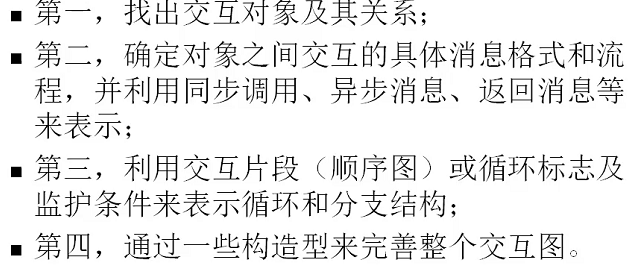 ■ 第一，找出交互对象及其关系；
■ 第二，确定对象之间交互的具体消息格式和流
程，并利用同步调用、异步消息、返回消息等
来表示；
■ 第三，利用交互片段（顺序图）或循环标志及
监护条件来表示循环和分支结构；
■ 第四，通过一些构造型来完善整个交互图。